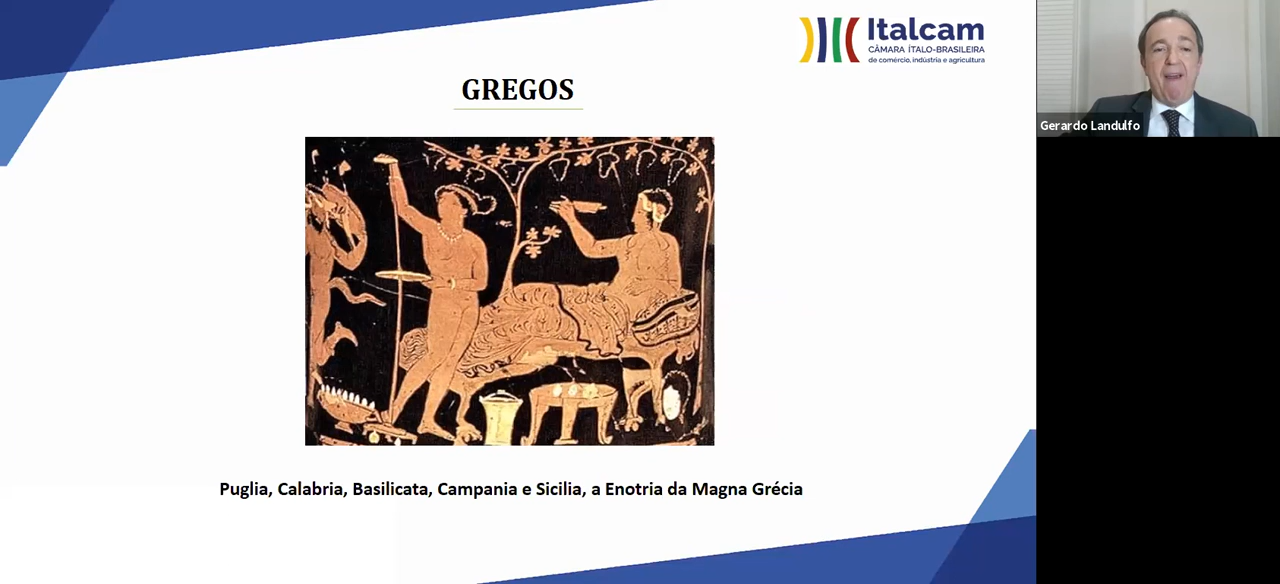 Italcam
CÂMARA ÍTALO-BRASILEIRA
de comércio, indústria e agricultura
GREGOS
Gerardo Landulfo
Puglia, Calabria, Basilicata, Campania e Sicilia, a Enotria da Magna Grécia